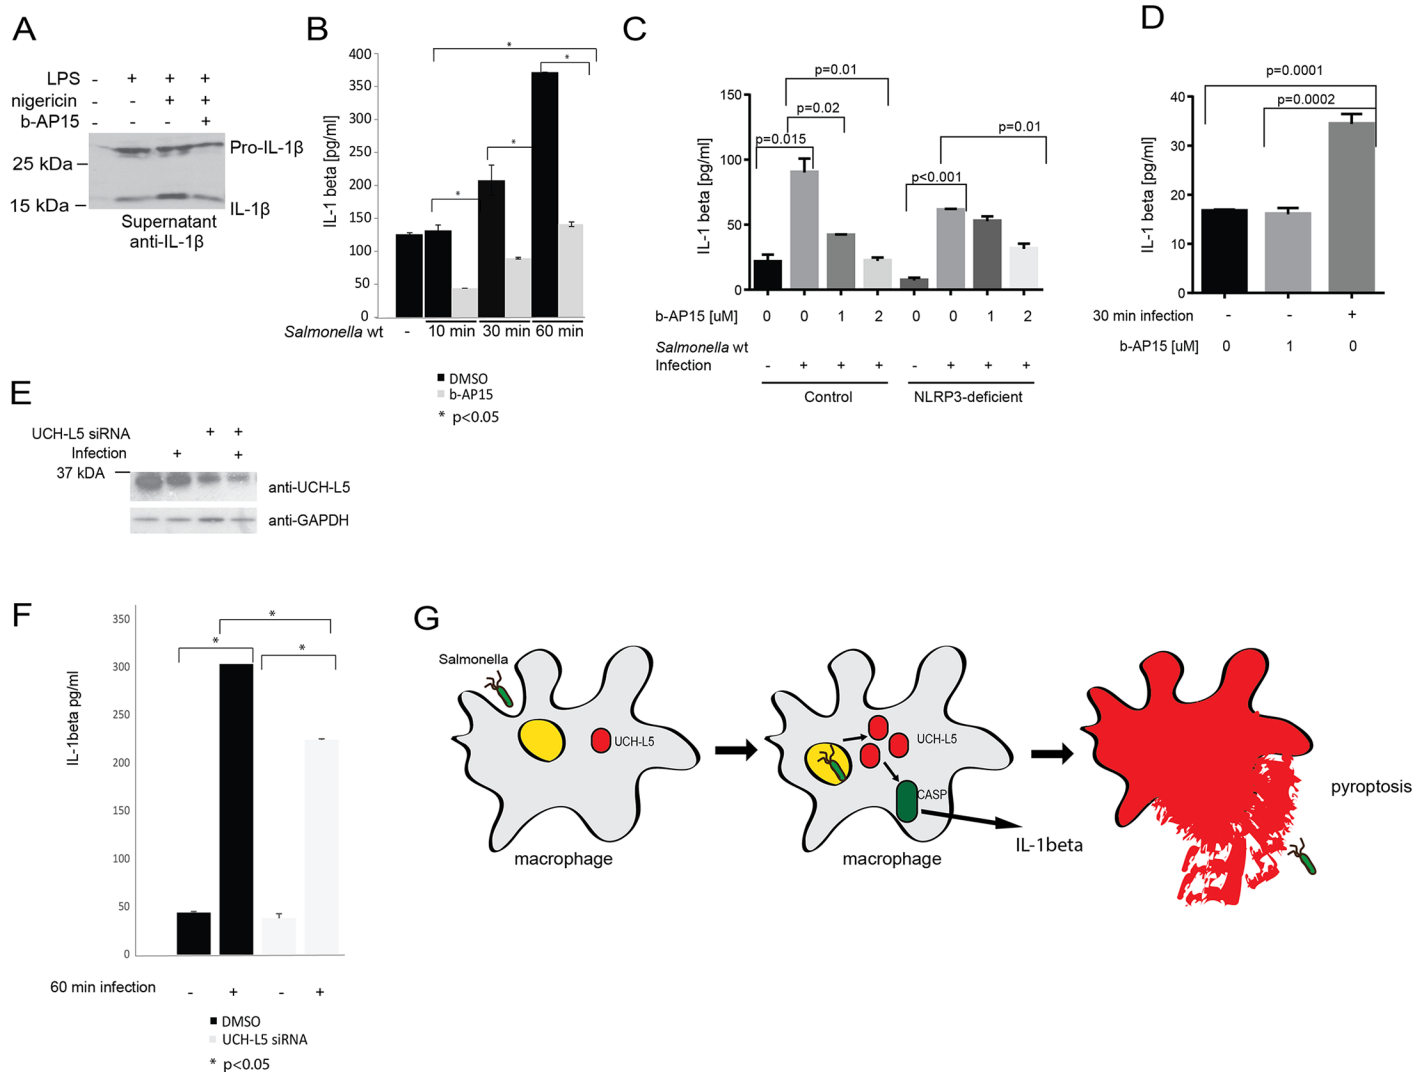 A
LPS - + + +
nigericin - - + +
b-AP15 - - - +
Pro-IL-1β
25 kDa
15 kDa
IL-1β
Supernatant
anti-IL-1β
B
IL-1 beta [pg/ml]
400
350
300
250
200
150
100
50
0
*
*
*
*
Salmonella wt - 10 min 30 min 60 min
DMSO
b-AP15
* p<0.05
C
IL-1 beta [pg/ml]
150
100
50
0
p=0.01
p=0.02
p=0.015
p=0.01
p<0.001
b-AP15 [uM] 0 0 1 2 0 0 1 2
Salmonella wt
Infection - + + + - + + +
Control NLRP3-deficient
D
IL-1 beta [pg/ml]
40
30
20
10
0
p=0.0001
p=0.0002
30 min infection - - +
b-AP15 [uM] 0 1 0
E
UCH-L5 siRNA + +
Infection + +
37 kDA
anti-UCH-L5
anti-GAPDH
F
IL-1beta pg/ml
350
300
250
200
150
100
50
0
*
*
*
60 min infection - + - +
DMSO
UCH-L5 siRNA
* p<0.05
G
Salmonella
UCH-L5
macrophage
UCH-L5
CASP
IL-1beta
macrophage
pyroptosis